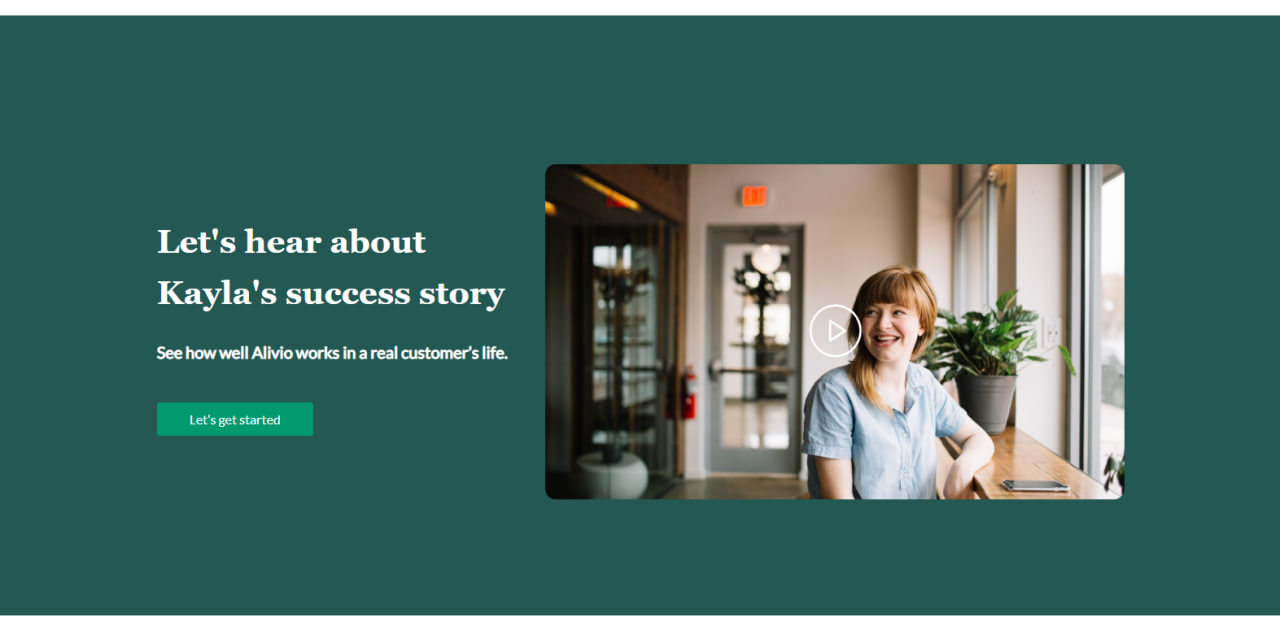 Let's hear about
Kayla's success story
See how well Alivio works in a real customer's life.
Let's get started
EXIT